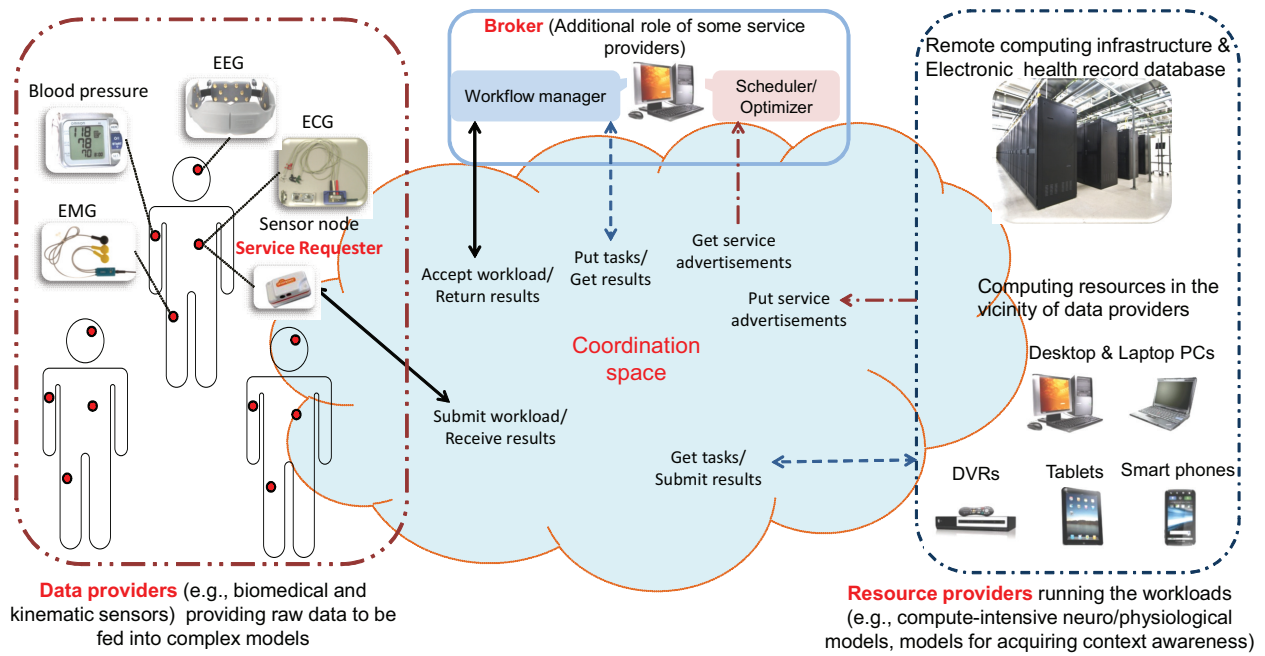 Broker (Additional role of some service
providers)
Workflow manager
Scheduler/
Optimizer
EEG
Blood pressure
118
78
70
ECG
EMG
Sensor node
Service Requester
Accept workload/
Return results
Put tasks/
Get results
Get service
advertisements
Put service
advertisements
Coordination
space
Submit workload/
Receive results
Get tasks/
Submit results
Remote computing infrastructure &
Electronic health record database
Computing resources in the
vicinity of data providers
Desktop & Laptop PCs
DVRs
Tablets
Smart phones
Data providers (e.g., biomedical and
kinematic sensors) providing raw data to be
fed into complex models
Resource providers running the workloads
(e.g., compute-intensive neuro/physiological
models, models for acquiring context awareness)